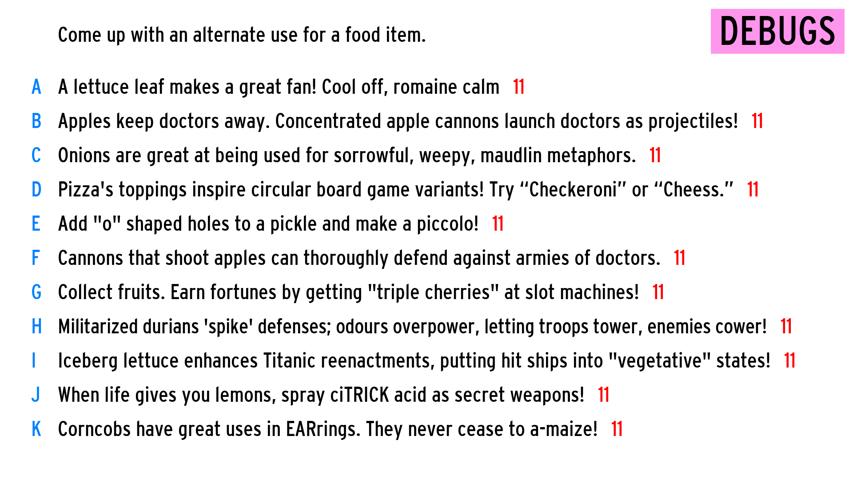 Come up with an alternate use for a food item.
DEBUGS
A A lettuce leaf makes a great fan! Cool off, romaine calm 11
B Apples keep doctors away. Concentrated apple cannons launch doctors as projectiles! 11
C Onions are great at being used for sorrowful, weepy, maudlin metaphors. 11
D Pizza's toppings inspire circular board game variants! Try “Checkeroni” or “Cheess.” 11
E Add "o" shaped holes to a pickle and make a piccolo! 11
F Cannons that shoot apples can thoroughly defend against armies of doctors. 11
G Collect fruits. Earn fortunes by getting "triple cherries" at slot machines! 11
H Militarized durians 'spike' defenses; odours overpower, letting troops tower, enemies cower! 11
I Iceberg lettuce enhances Titanic reenactments, putting hit ships into "vegetative" states! 11
J When life gives you lemons, spray ciTRICK acid as secret weapons! 11
K Corncobs have great uses in EARrings. They never cease to a-maize! 11